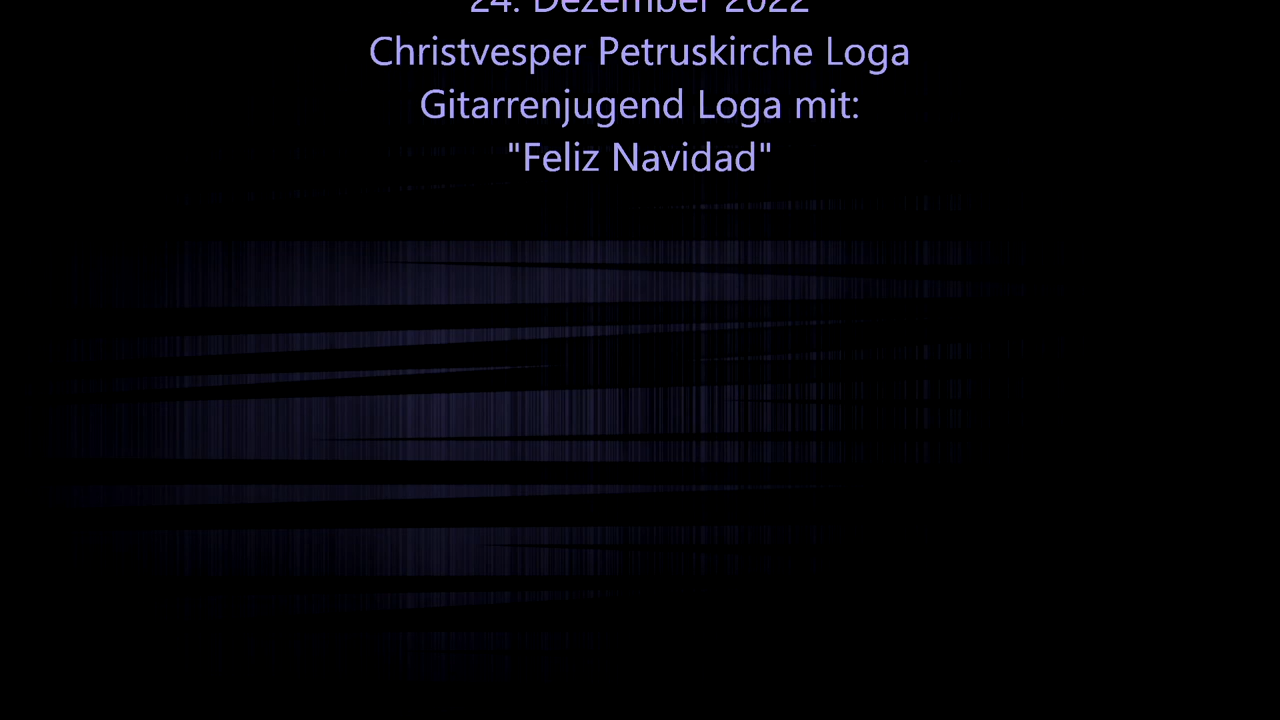 24. Dezember 2022
Christvesper Petruskirche Loga
Gitarrenjugend Loga mit:
"Feliz Navidad"